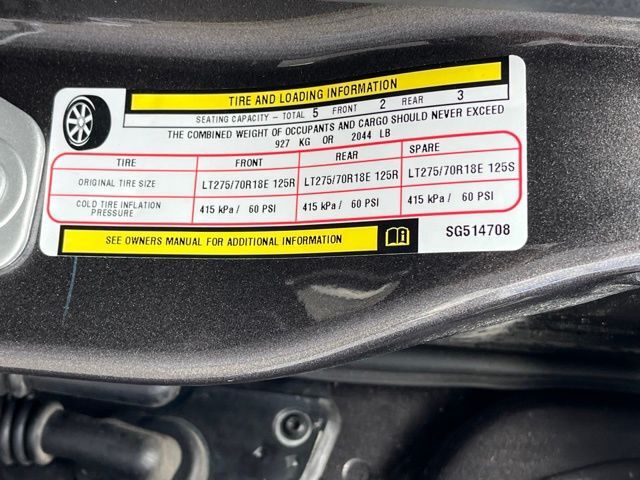 TIRE AND LOADING INFORMATION
SEATING CAPACITY - TOTAL 5 FRONT 2 REAR 3
THE COMBINED WEIGHT OF OCCUPANTS AND CARGO SHOULD NEVER EXCEED
927 KG OR 2044 LB
TIRE FRONT REAR SPARE
ORIGINAL TIRE SIZE LT275/70R18E 125R LT275/70R18E 125R LT275/70R18E 125S
COLD TIRE INFLATION PRESSURE 415 kPa / 60 PSI 415 kPa / 60 PSI 415 kPa / 60 PSI
SEE OWNERS MANUAL FOR ADDITIONAL INFORMATION
SG514708